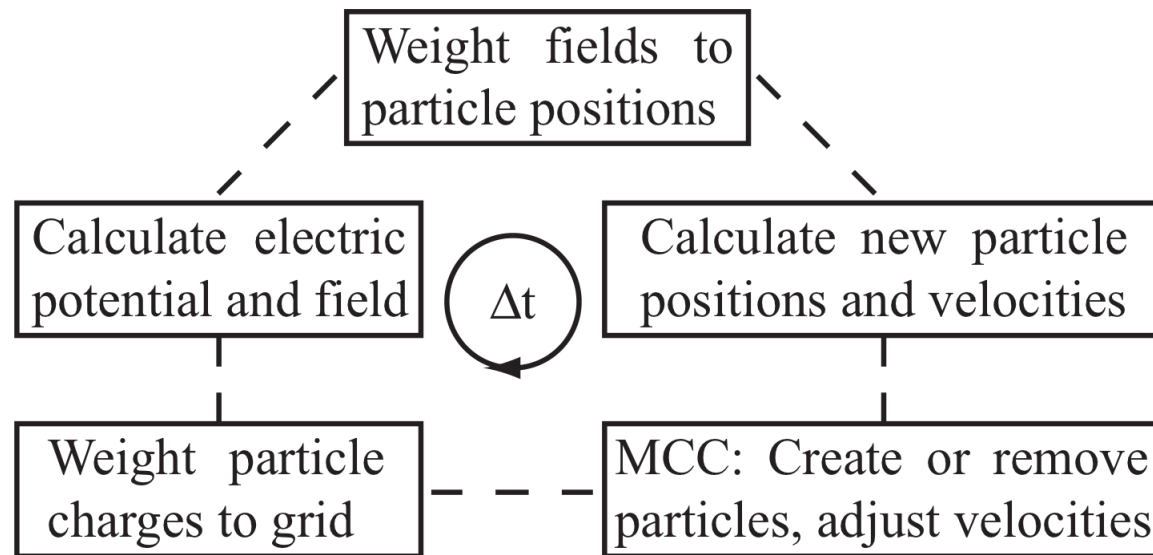 Weight fields to
particle positions
Calculate electric
potential and field
Δt
Calculate new particle
positions and velocities
Weight particle
charges to grid
MCC: Create or remove
particles, adjust velocities